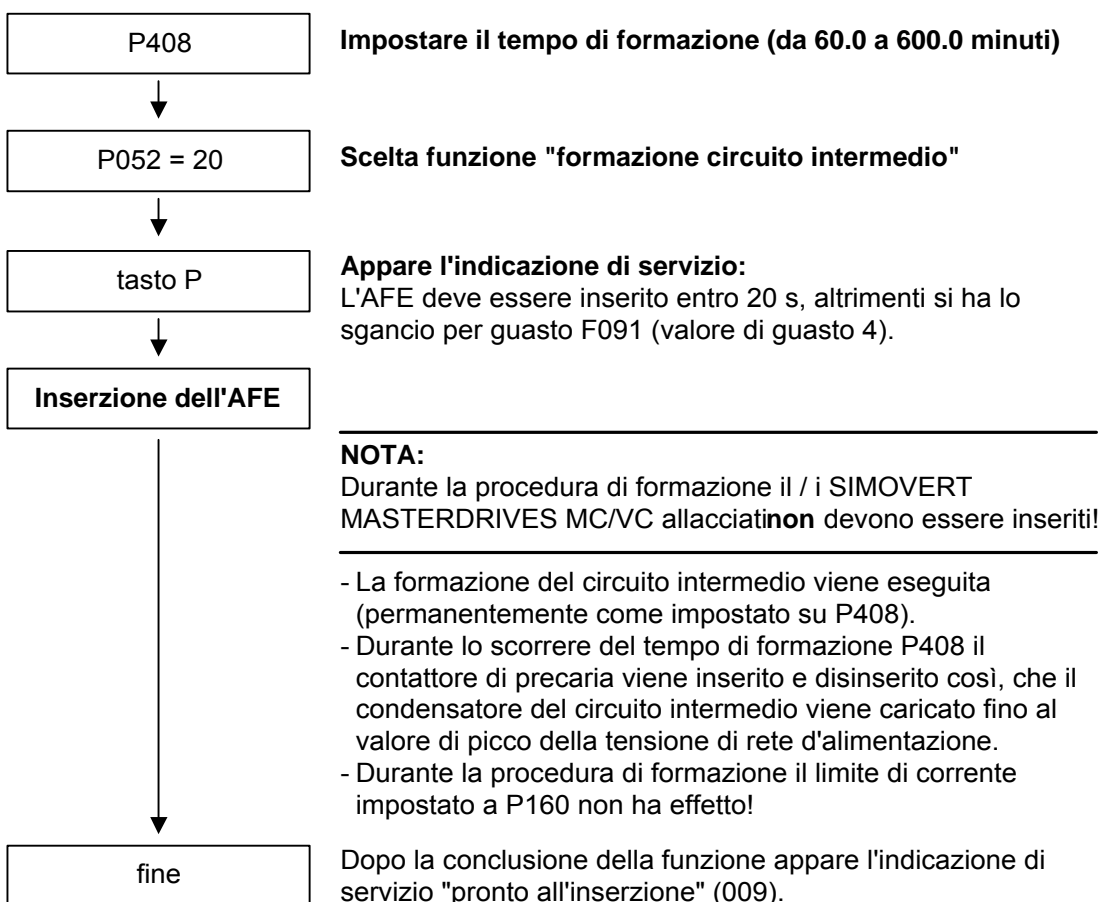 P408
Impostare il tempo di formazione (da 60.0 a 600.0 minuti)
P052 = 20
Scelta funzione "formazione circuito intermedio"
tasto P
Appare l'indicazione di servizio:
L'AFE deve essere inserito entro 20 s, altrimenti si ha lo
sgancio per guasto F091 (valore di guasto 4).
Inserzione dell'AFE
NOTA:
Durante la procedura di formazione il / i SIMOVERT
MASTERDRIVES MC/VC allacciatinon devono essere inseriti!
- La formazione del circuito intermedio viene eseguita
(permanentemente come impostato su P408).
- Durante lo scorrere del tempo di formazione P408 il
contattore di precaria viene inserito e disinserito così, che il
condensatore del circuito intermedio viene caricato fino al
valore di picco della tensione di rete d'alimentazione.
- Durante la procedura di formazione il limite di corrente
impostato a P160 non ha effetto!
fine
Dopo la conclusione della funzione appare l'indicazione di
servizio "pronto all'inserzione" (009).